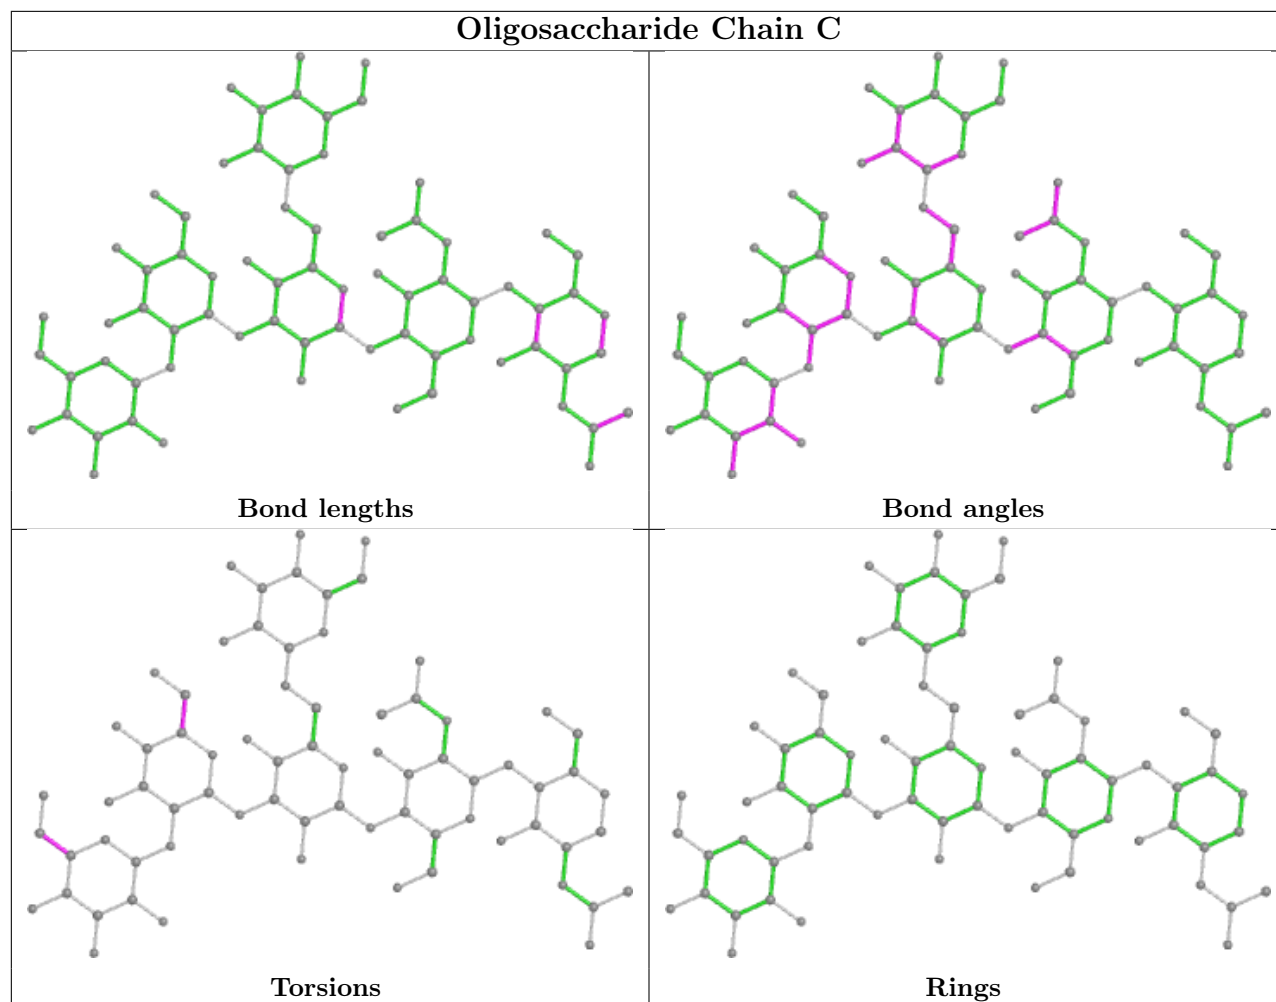 Oligosaccharide Chain C
Bond lengths
Bond angles
Torsions
Rings